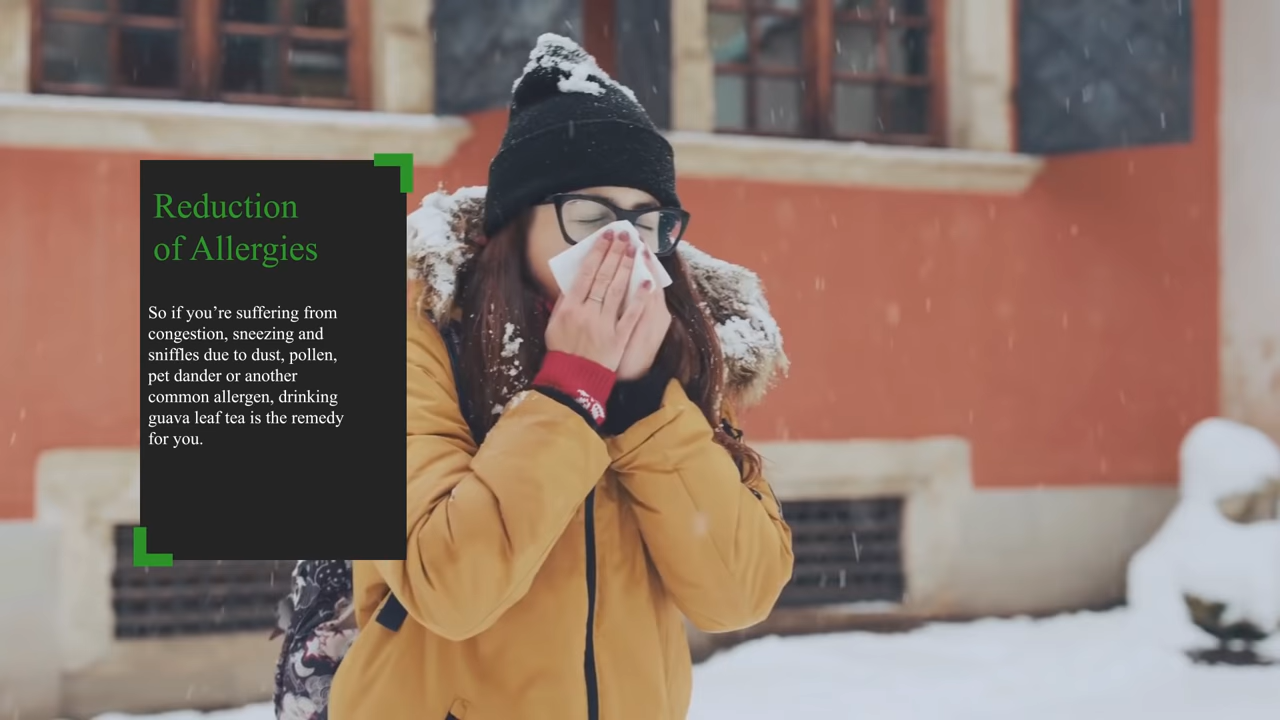 Reduction
of Allergies
So if you’re suffering from
congestion, sneezing and
sniffles due to dust, pollen,
pet dander or another
common allergen, drinking
guava leaf tea is the remedy
for you.